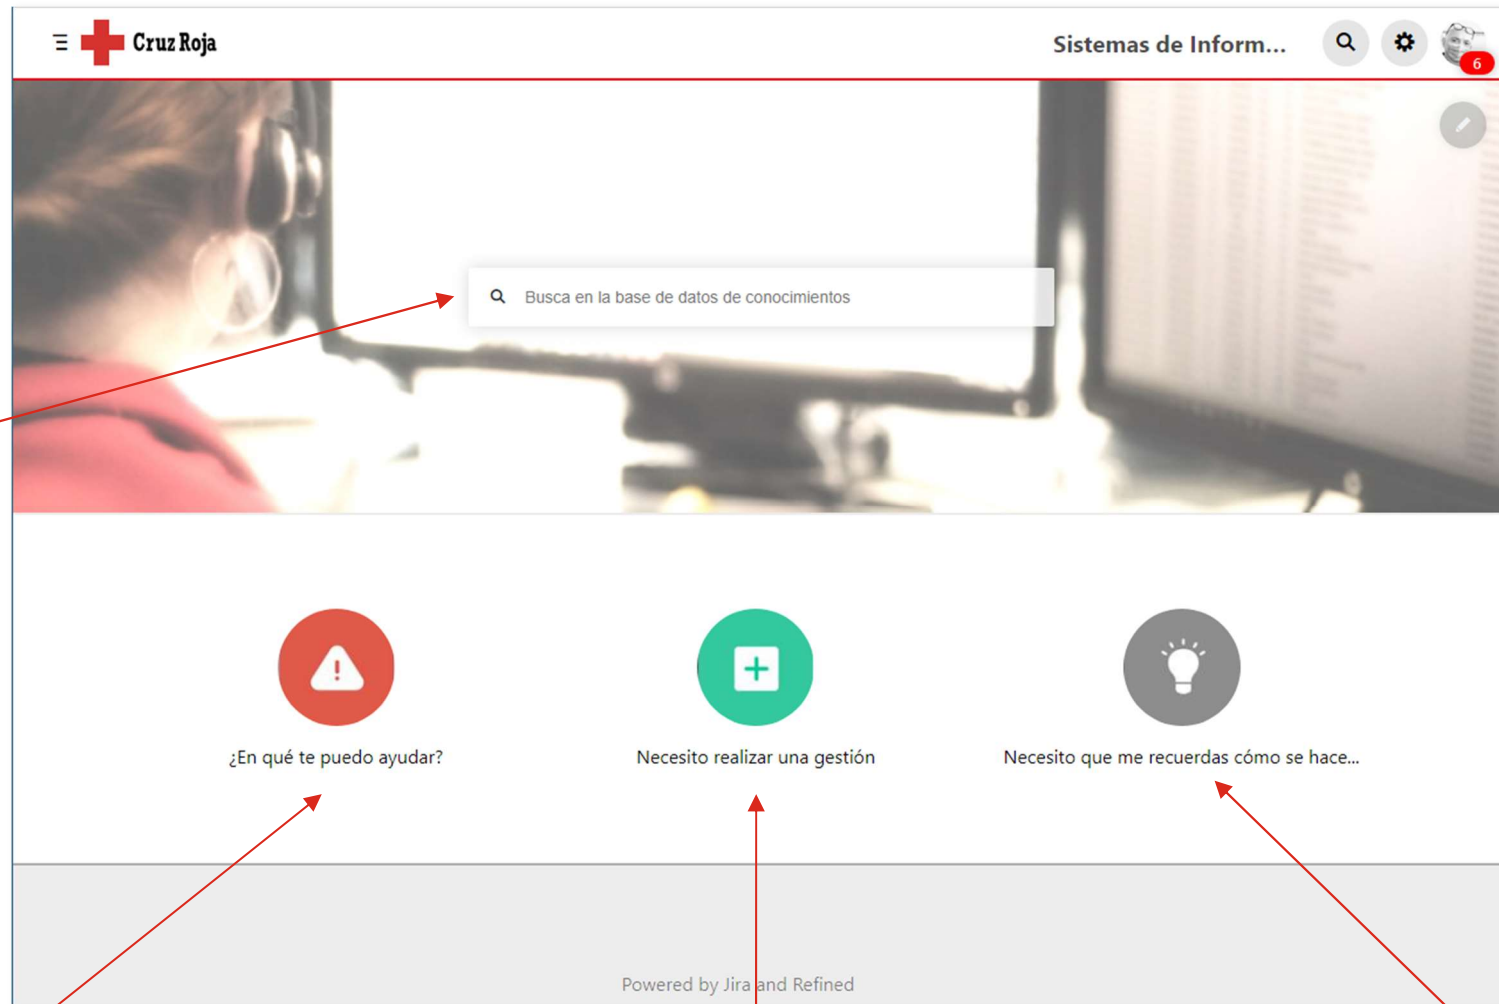 Cruz Roja
Sistemas de Inform...
6
Busca en la base de datos de conocimientos
¿En qué te puedo ayudar?
Necesito realizar una gestión
Necesito que me recuerdas cómo se hace...
Powered by Jira and Refined